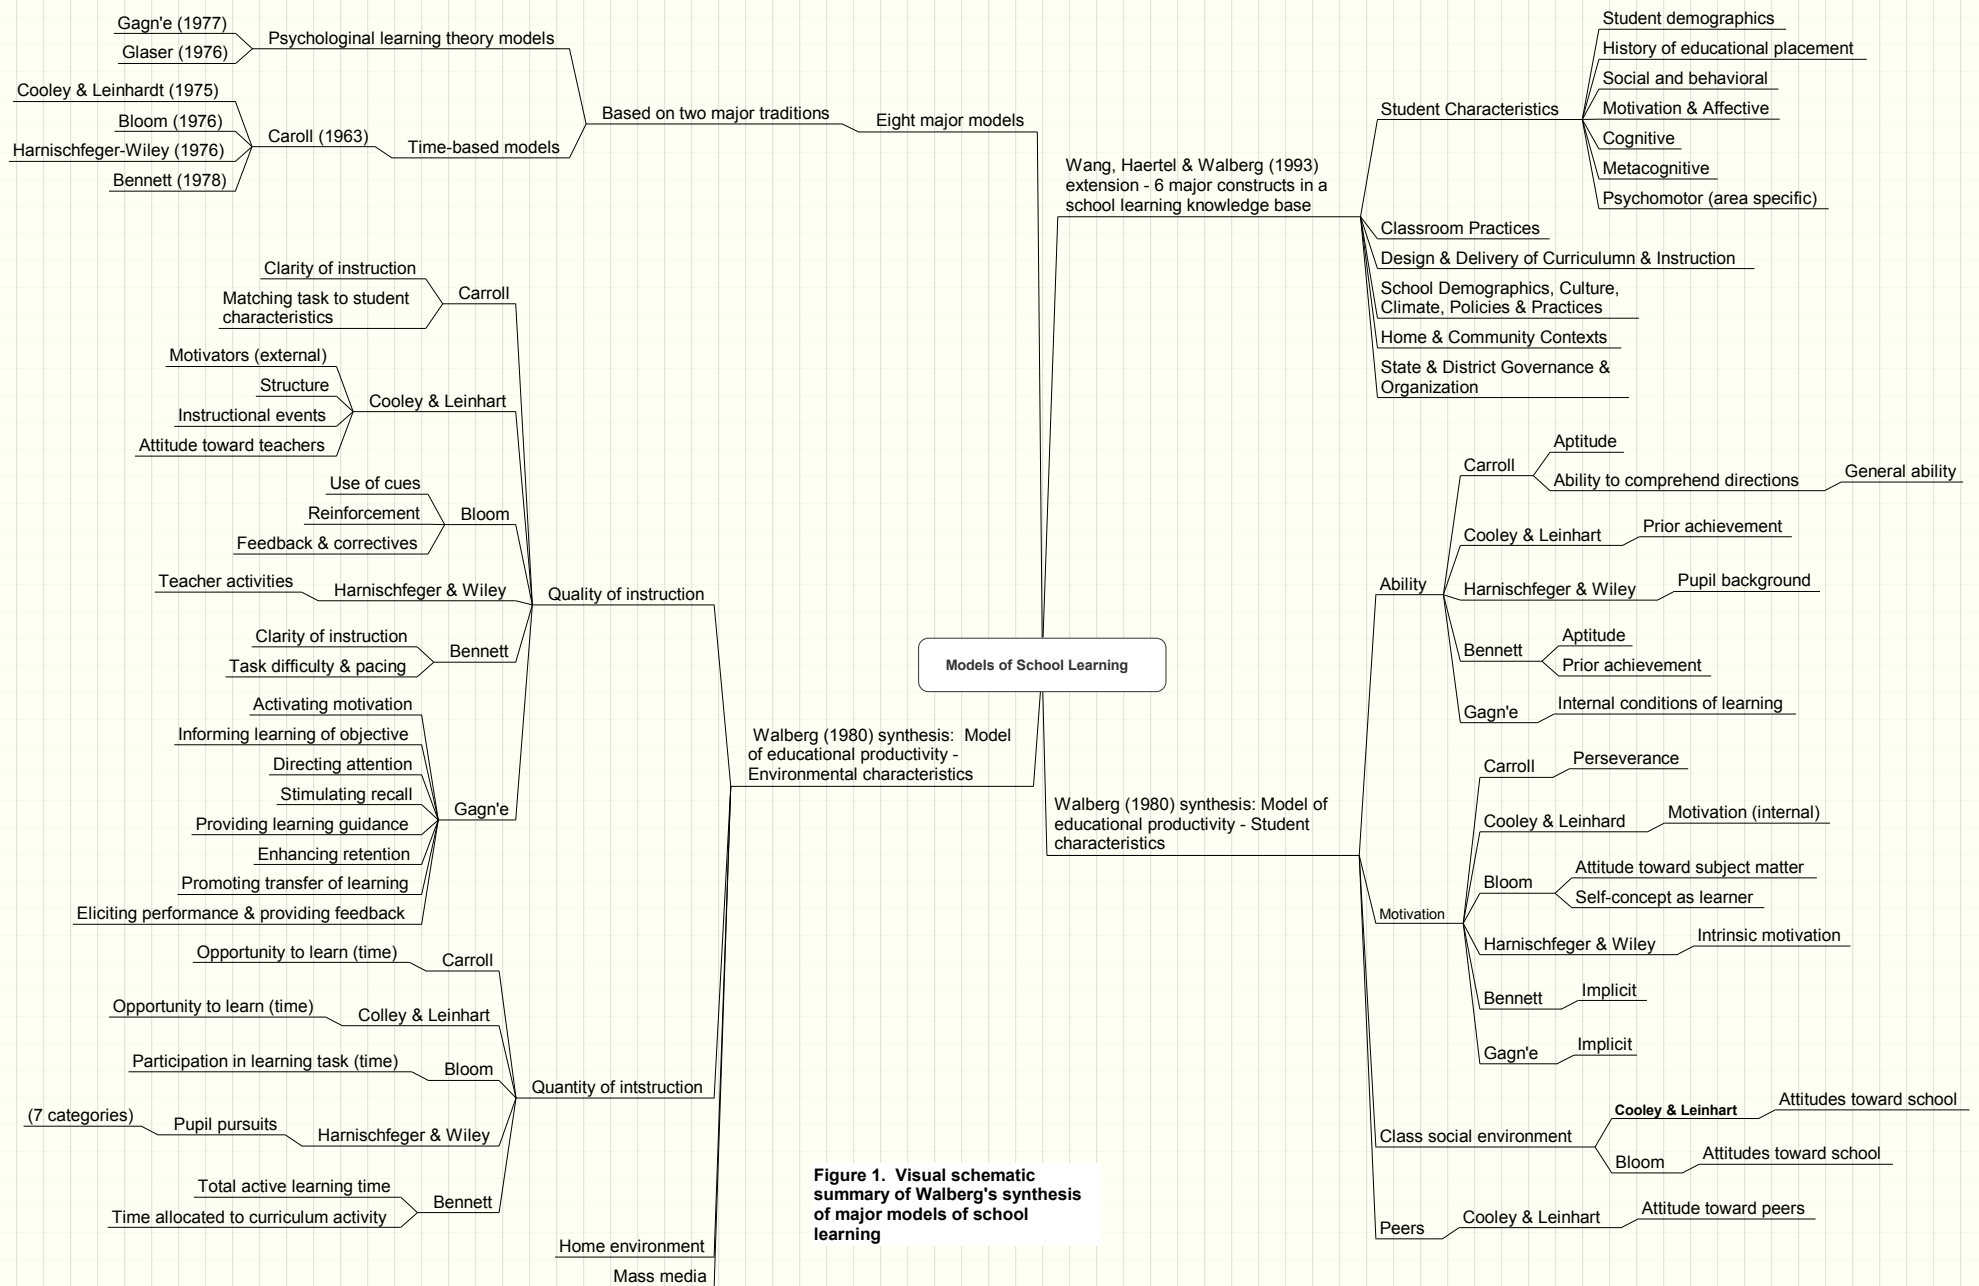 Gagn'e (1977)
Glaser (1976)
Psychologinal learning theory models
Cooley & Leinhardt (1975)
Bloom (1976)
Harnischfeger-Wiley (1976)
Bennett (1978)
Caroll (1963)
Time-based models
Based on two major traditions
Eight major models
Clarity of instruction
Matching task to student
characteristics
Carroll
Motivators (external)
Structure
Instructional events
Attitude toward teachers
Cooley & Leinhart
Use of cues
Reinforcement
Feedback & correctives
Bloom
Teacher activities
Harnischfeger & Wiley
Clarity of instruction
Task difficulty & pacing
Bennett
Activating motivation
Informing learning of objective
Directing attention
Stimulating recall
Providing learning guidance
Enhancing retention
Promoting transfer of learning
Eliciting performance & providing feedback
Gagn'e
Quality of instruction
Opportunity to learn (time)
Carroll
Opportunity to learn (time)
Colley & Leinhart
Participation in learning task (time)
Bloom
(7 categories)
Pupil pursuits
Harnischfeger & Wiley
Total active learning time
Time allocated to curriculum activity
Bennett
Quantity of intstruction
Home environment
Mass media
Walberg (1980) synthesis: Model
of educational productivity -
Environmental characteristics
Models of School Learning
Wang, Haertel & Walberg (1993)
extension - 6 major constructs in a
school learning knowledge base
Student Characteristics
Student demographics
History of educational placement
Social and behavioral
Motivation & Affective
Cognitive
Metacognitive
Psychomotor (area specific)
Classroom Practices
Design & Delivery of Curriculumn & Instruction
School Demographics, Culture,
Climate, Policies & Practices
Home & Community Contexts
State & District Governance &
Organization
Walberg (1980) synthesis: Model of
educational productivity - Student
characteristics
Ability
Carroll
Aptitude
Ability to comprehend directions
General ability
Cooley & Leinhart
Prior achievement
Harnischfeger & Wiley
Pupil background
Bennett
Aptitude
Prior achievement
Gagn'e
Internal conditions of learning
Motivation
Carroll
Perseverance
Cooley & Leinhard
Motivation (internal)
Bloom
Attitude toward subject matter
Self-concept as learner
Harnischfeger & Wiley
Intrinsic motivation
Bennett
Implicit
Gagn'e
Implicit
Class social environment
Cooley & Leinhart
Attitudes toward school
Bloom
Attitudes toward school
Peers
Cooley & Leinhart
Attitude toward peers
Figure 1. Visual schematic
summary of Walberg's synthesis
of major models of school
learning